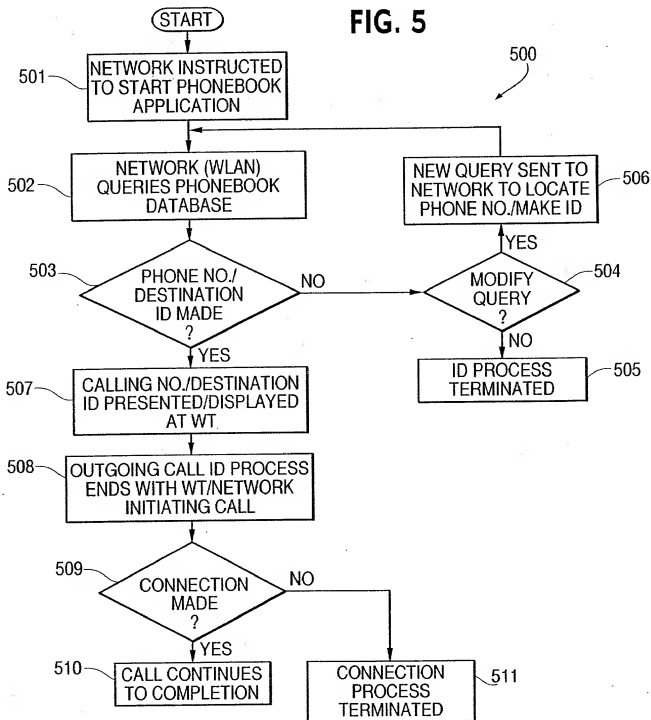 START
FIG. 5
500
501
NETWORK INSTRUCTED
TO START PHONEBOOK
APPLICATION
502
NETWORK (WLAN)
QUERIES PHONEBOOK
DATABASE
NEW QUERY SENT TO
NETWORK TO LOCATE
PHONE NO./MAKE ID
506
YES
503
PHONE NO./
DESTINATION
ID MADE
?
NO
504
MODIFY
QUERY
?
NO
YES
ID PROCESS
TERMINATED
505
507
CALLING NO./DESTINATION
ID PRESENTED/DISPLAYED
AT WT
508
OUTGOING CALL ID PROCESS
ENDS WITH WT/NETWORK
INITIATING CALL
509
CONNECTION
MADE
?
NO
YES
510
CALL CONTINUES
TO COMPLETION
CONNECTION
PROCESS
TERMINATED
511